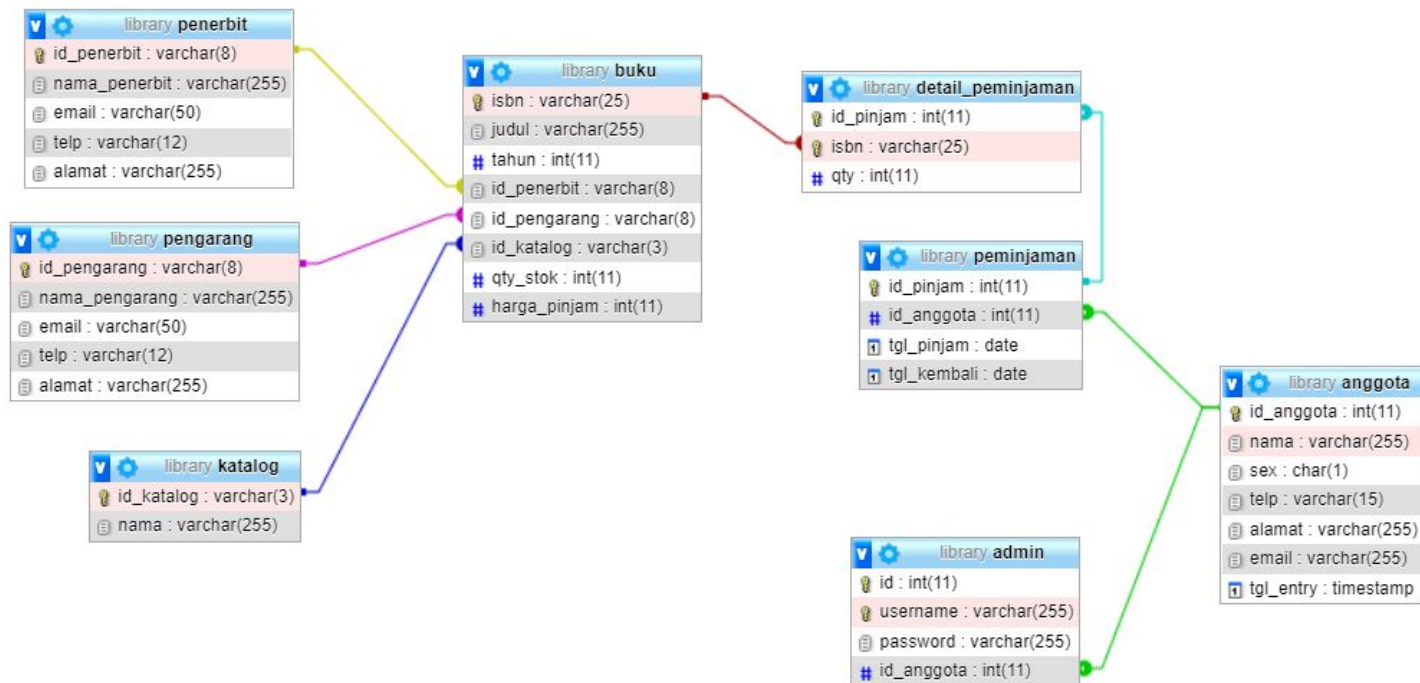 library penerbit
id_penerbit : varchar(8)
nama_penerbit : varchar(255)
email : varchar(50)
telp : varchar(12)
alamat : varchar(255)
library pengarang
id_pengarang : varchar(8)
nama_pengarang : varchar(255)
email : varchar(50)
telp : varchar(12)
alamat : varchar(255)
library katalog
id_katalog : varchar(3)
nama : varchar(255)
library buku
isbn : varchar(25)
judul : varchar(255)
# tahun : int(11)
id_penerbit : varchar(8)
id_pengarang : varchar(8)
id_katalog : varchar(3)
# qty_stok : int(11)
# harga_pinjam : int(11)
library detail_peminjaman
id_pinjam : int(11)
isbn : varchar(25)
# qty : int(11)
library peminjaman
id_pinjam : int(11)
# id_anggota : int(11)
tgl_pinjam : date
tgl_kembali : date
library admin
id : int(11)
username : varchar(255)
password : varchar(255)
# id_anggota : int(11)
library anggota
id_anggota : int(11)
nama : varchar(255)
sex : char(1)
telp : varchar(15)
alamat : varchar(255)
email : varchar(255)
tgl_entry : timestamp